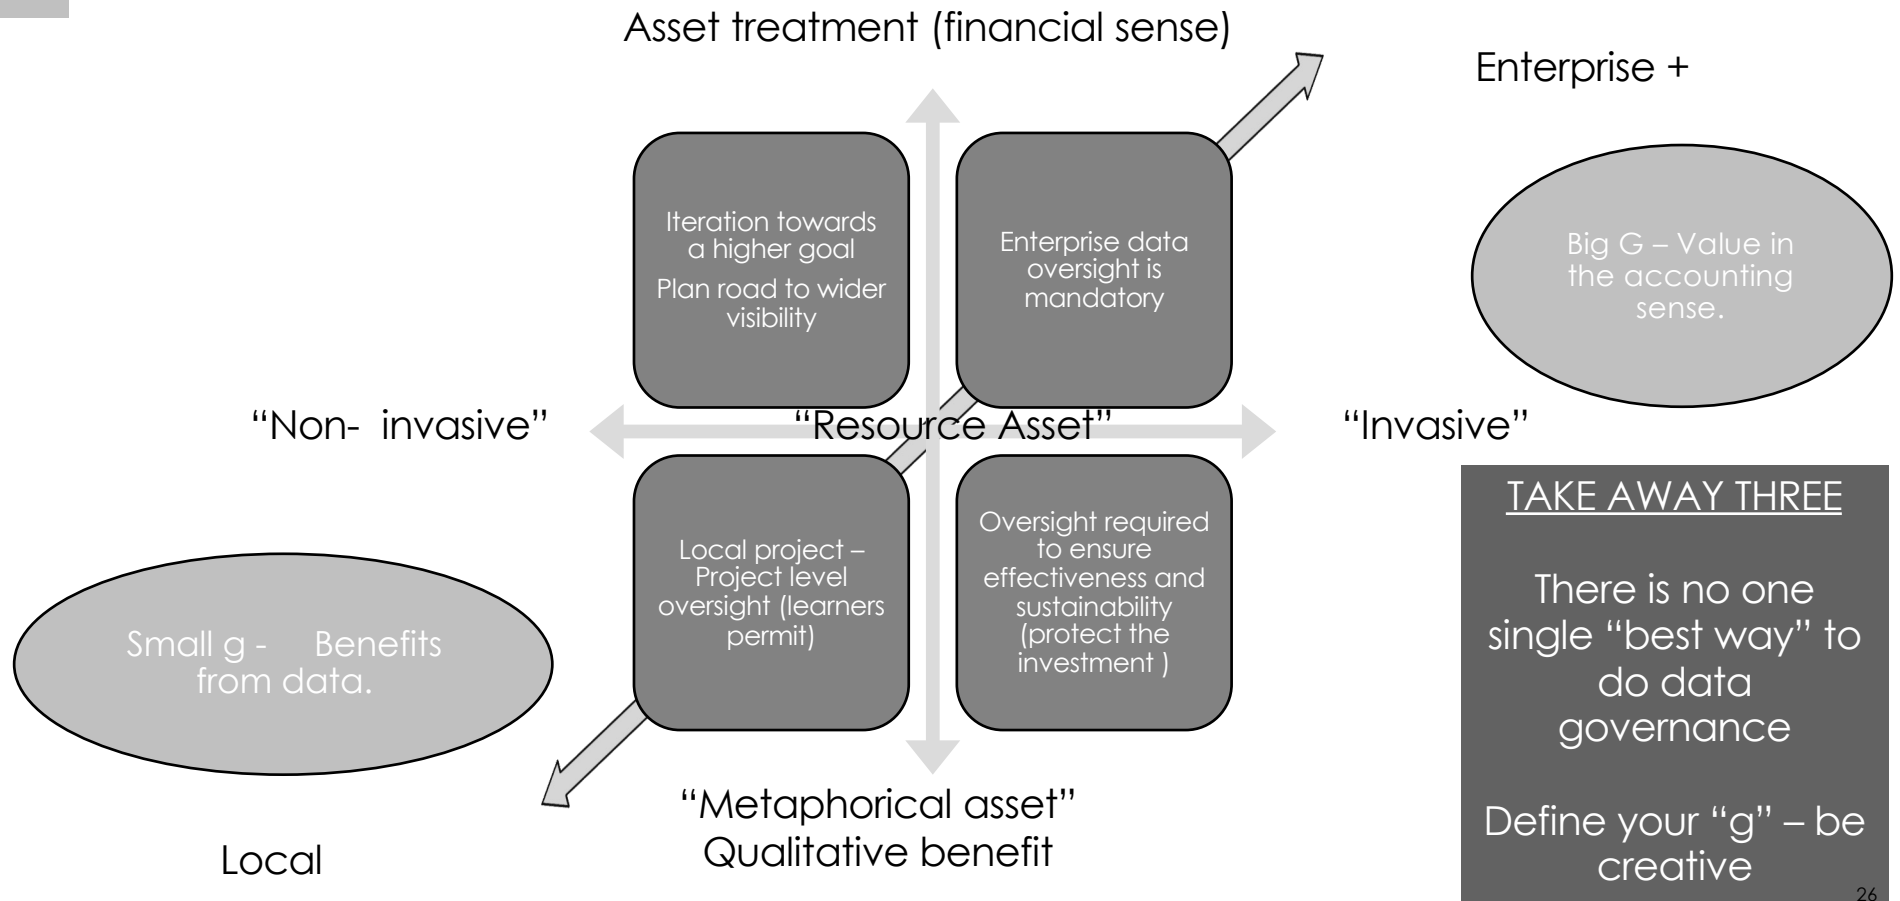 Asset treatment (financial sense)
Enterprise +
Iteration towards
a higher goal
Plan road to wider
visibility
Enterprise data
oversight is
mandatory
Big G – Value in
the accounting
sense.
“Non- invasive”
“Resource Asset”
“Invasive”
Local project –
Project level
oversight (learners
permit)
Oversight required
to ensure
effectiveness and
sustainability
(protect the
investment )
Small g - Benefits
from data.
“Metaphorical asset”
Qualitative benefit
Local
TAKE AWAY THREE
There is no one
single “best way” to
do data
governance
Define your “g” – be
creative
26